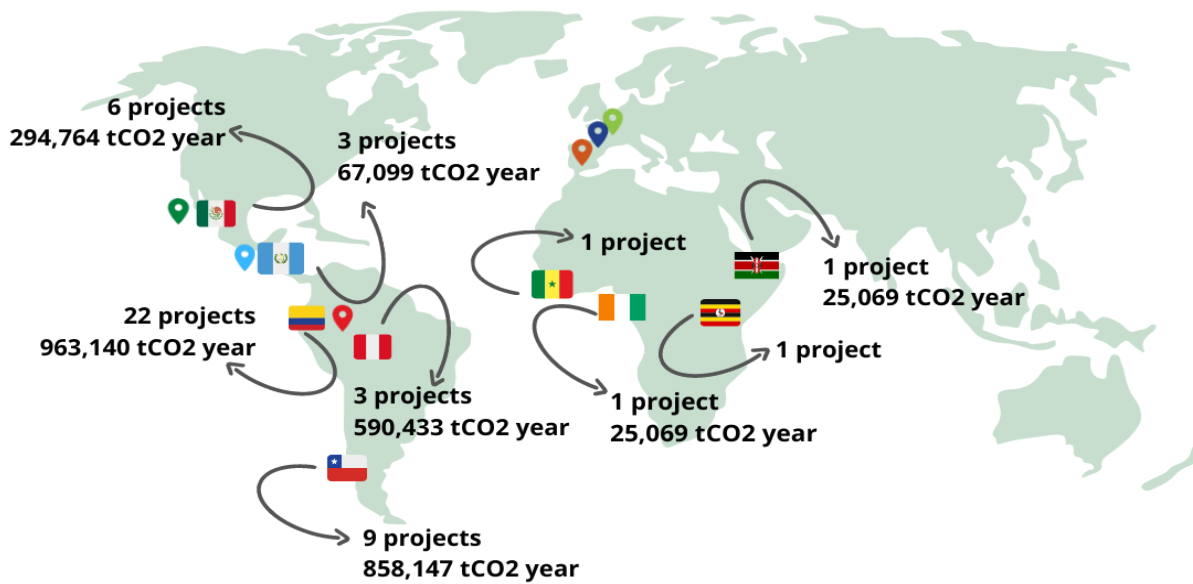 6 projects
294,764 tCO2 year
3 projects
67,099 tCO2 year
1 project
1 project
25,069 tCO2 year
22 projects
963,140 tCO2 year
1 project
3 projects
590,433 tCO2 year
1 project
25,069 tCO2 year
9 projects
858,147 tCO2 year